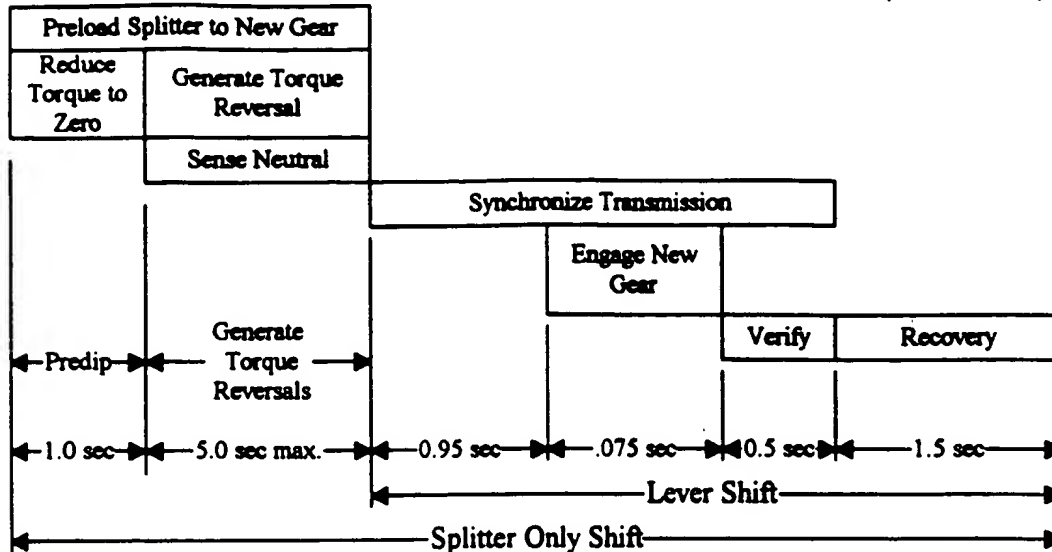 Preload Splitter to New Gear
Reduce
Torque to
Zero
Generate Torque
Reversal
Sense Neutral
Synchronize Transmission
Engage New
Gear
Verify
Recovery
Predip
Generate
Torque
Reversals
1.0 sec
5.0 sec max.
0.95 sec
.075 sec
0.5 sec
1.5 sec
Lever Shift
Splitter Only Shift